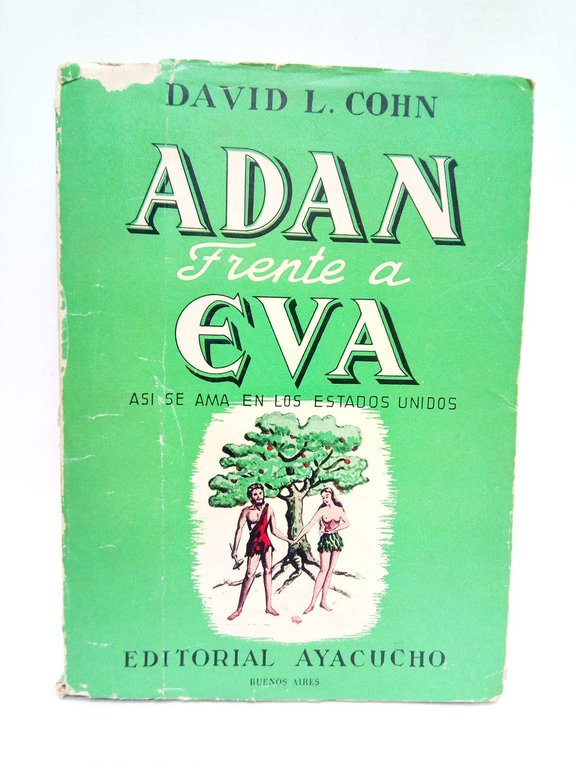 DAVID L. COHN
ADAN
Frente a
EVA
ASI SE AMA EN LOS ESTADOS UNIDOS
EDITORIAL AYACUCHO
BUENOS AIRES